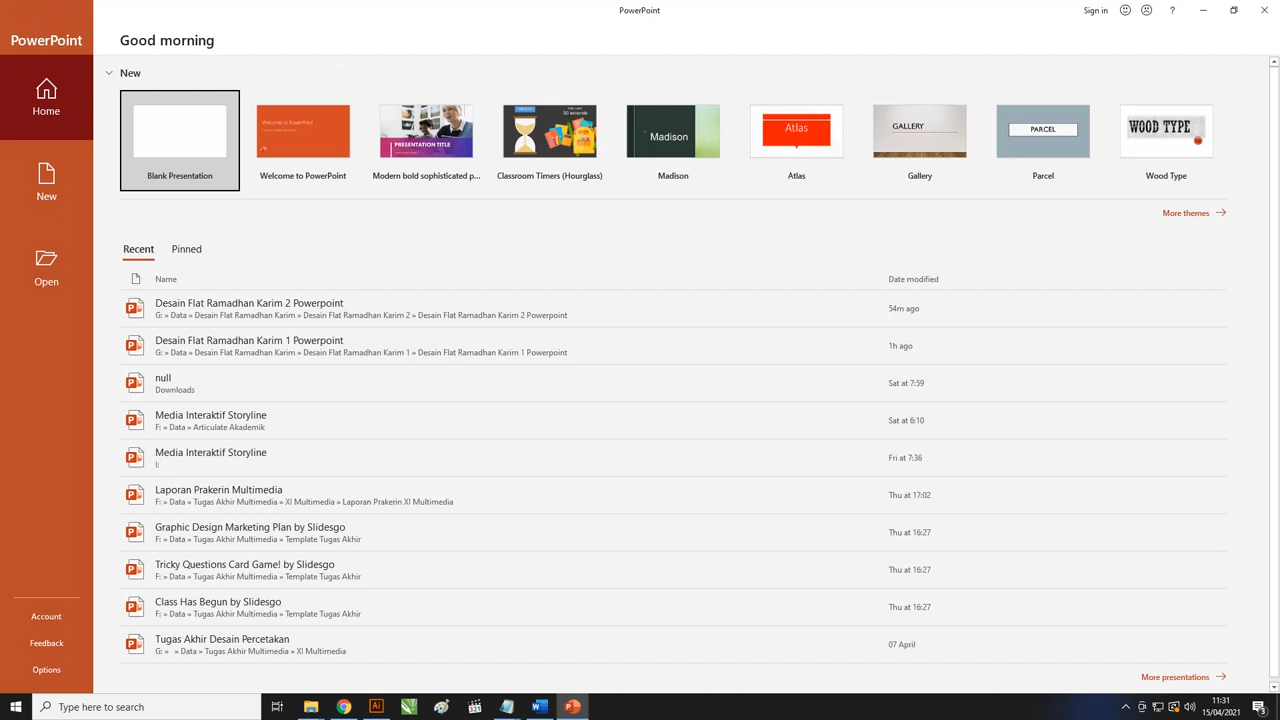 PowerPoint
Sign in
?
PowerPoint
Good morning
Home
New
Open
Account
Feedback
Options
New
Welcome to PowerPoint
PRESENTATION TITLE
30 seconds
Madison
Atlas
GALLERY
PARCEL
WOOD TYPE
Blank Presentation
Welcome to PowerPoint
Modern bold sophisticated p...
Classroom Timers (Hourglass)
Madison
Atlas
Gallery
Parcel
Wood Type
More themes
Recent
Pinned
Name
Date modified
Desain Flat Ramadhan Karim 2 Powerpoint
54m ago
G: » Data » Desain Flat Ramadhan Karim » Desain Flat Ramadhan Karim 2 » Desain Flat Ramadhan Karim 2 Powerpoint
Desain Flat Ramadhan Karim 1 Powerpoint
1h ago
G: » Data » Desain Flat Ramadhan Karim » Desain Flat Ramadhan Karim 1 » Desain Flat Ramadhan Karim 1 Powerpoint
null
Sat at 7:59
Downloads
Media Interaktif Storyline
Sat at 6:10
F: » Data » Articulate Akademik
Media Interaktif Storyline
Fri at 7:36
I:
Laporan Prakerin Multimedia
Thu at 17:02
F: » Data » Tugas Akhir Multimedia » XI Multimedia » Laporan Prakerin XI Multimedia
Graphic Design Marketing Plan by Slidesgo
Thu at 16:27
F: » Data » Tugas Akhir Multimedia » Template Tugas Akhir
Tricky Questions Card Game! by Slidesgo
Thu at 16:27
F: » Data » Tugas Akhir Multimedia » Template Tugas Akhir
Class Has Begun by Slidesgo
Thu at 16:27
F: » Data » Tugas Akhir Multimedia » Template Tugas Akhir
Tugas Akhir Desain Percetakan
07 April
G: » » Data » Tugas Akhir Multimedia » XI Multimedia
More presentations
Type here to search
11:31
15/04/2021